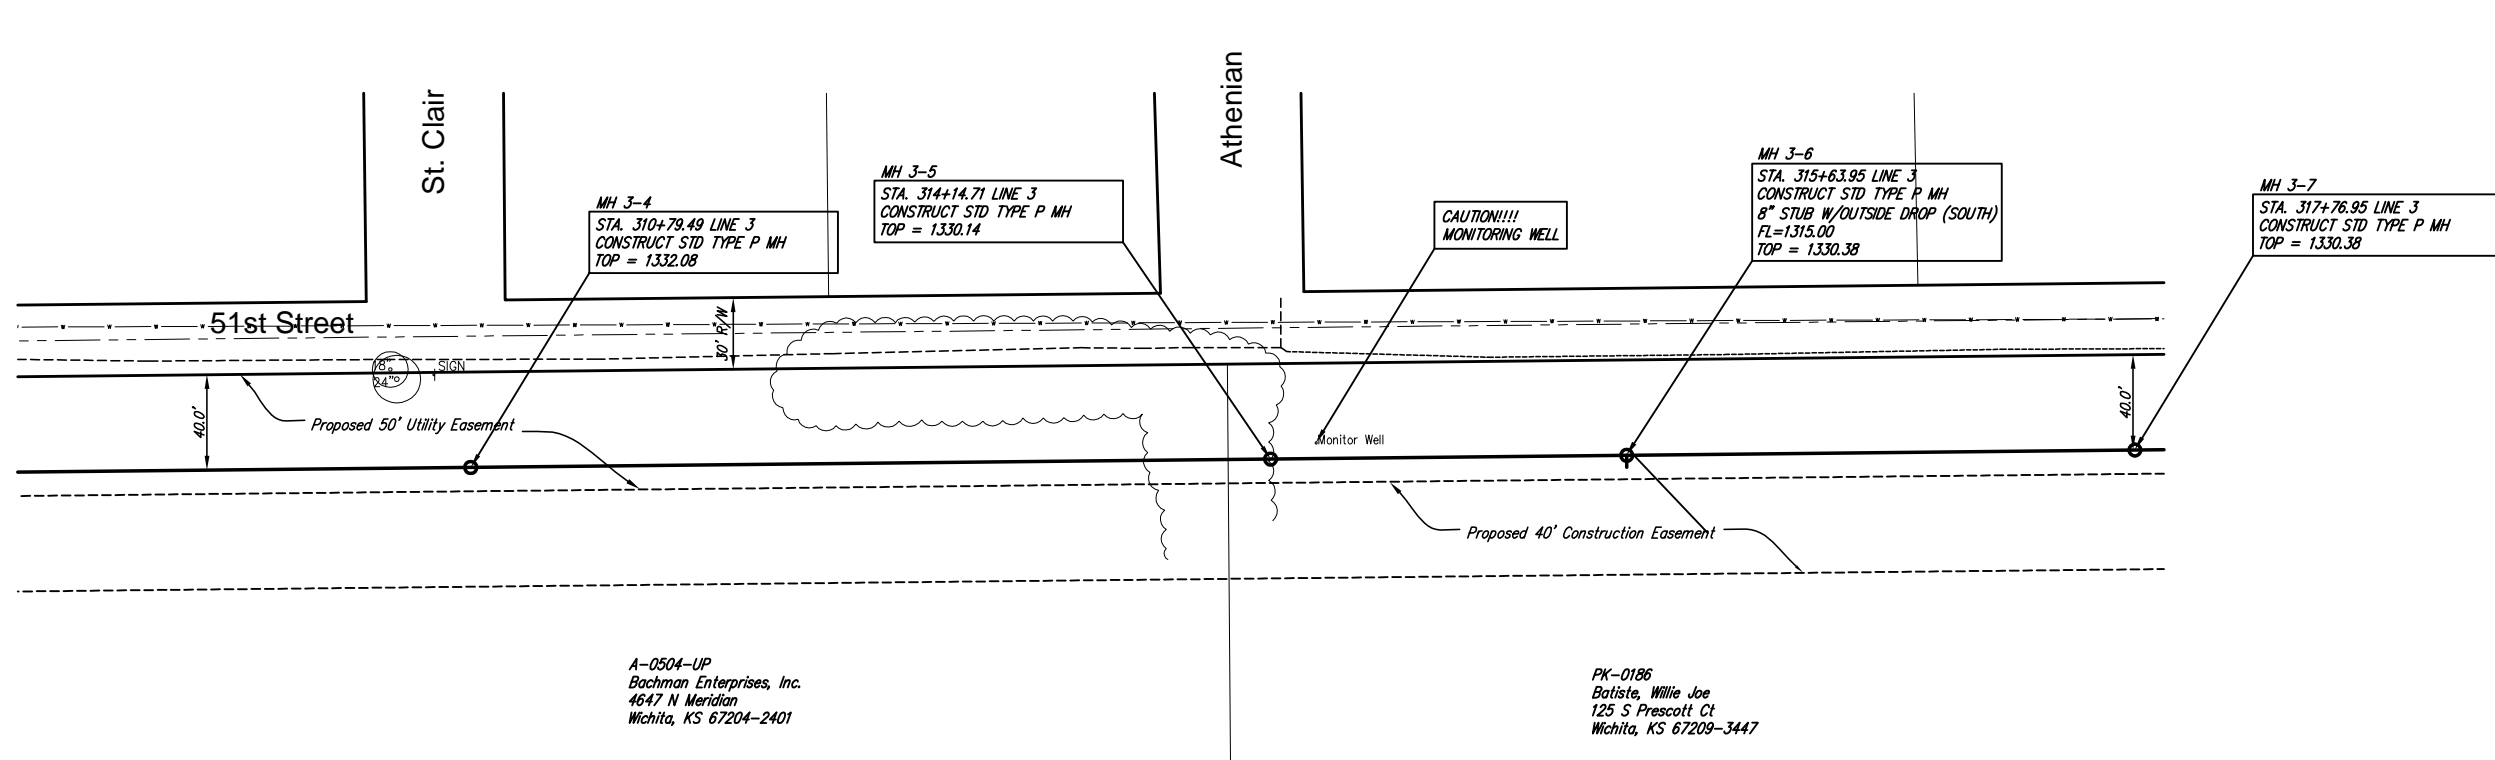 St. Clair
Athenian
MH 3-4
STA. 310+79.49 LINE 3
CONSTRUCT STD TYPE P MH
TOP = 1332.08
MH 3-5
STA. 314+14.71 LINE 3
CONSTRUCT STD TYPE P MH
TOP = 1330.14
CAUTION!!!!
MONITORING WELL
MH 3-6
STA. 315+63.95 LINE 3
CONSTRUCT STD TYPE P MH
8" STUB W/OUTSIDE DROP (SOUTH)
FL=1315.00
TOP = 1330.38
MH 3-7
STA. 317+76.95 LINE 3
CONSTRUCT STD TYPE P MH
TOP = 1330.38
51st Street
30' R/W
18"
24"
SIGN
40.0'
40.0'
Proposed 50' Utility Easement
Monitor Well
Proposed 40' Construction Easement
A-0504-UP
Bachman Enterprises, Inc.
4647 N Meridian
Wichita, KS 67204-2401
PK-0186
Batiste, Willie Joe
125 S Prescott Ct
Wichita, KS 67209-3447